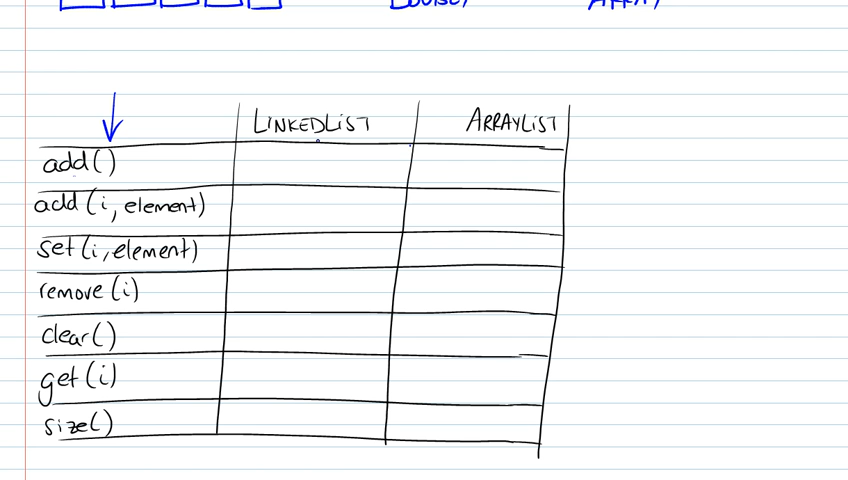 LINKEDLIST ARRAYLIST
add()
add(i, element)
set(i, element)
remove(i)
clear()
get(i)
size()